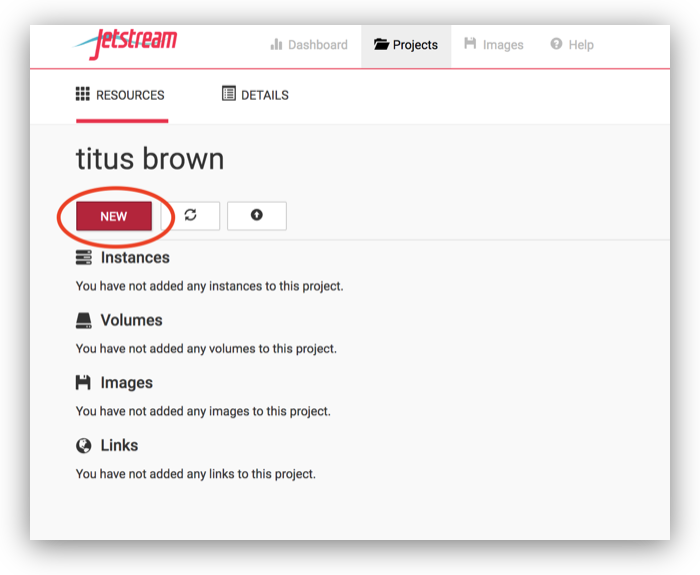 Jetstream
Dashboard Projects Images Help
RESOURCES DETAILS
titus brown
NEW
Instances
You have not added any instances to this project.
Volumes
You have not added any volumes to this project.
Images
You have not added any images to this project.
Links
You have not added any links to this project.